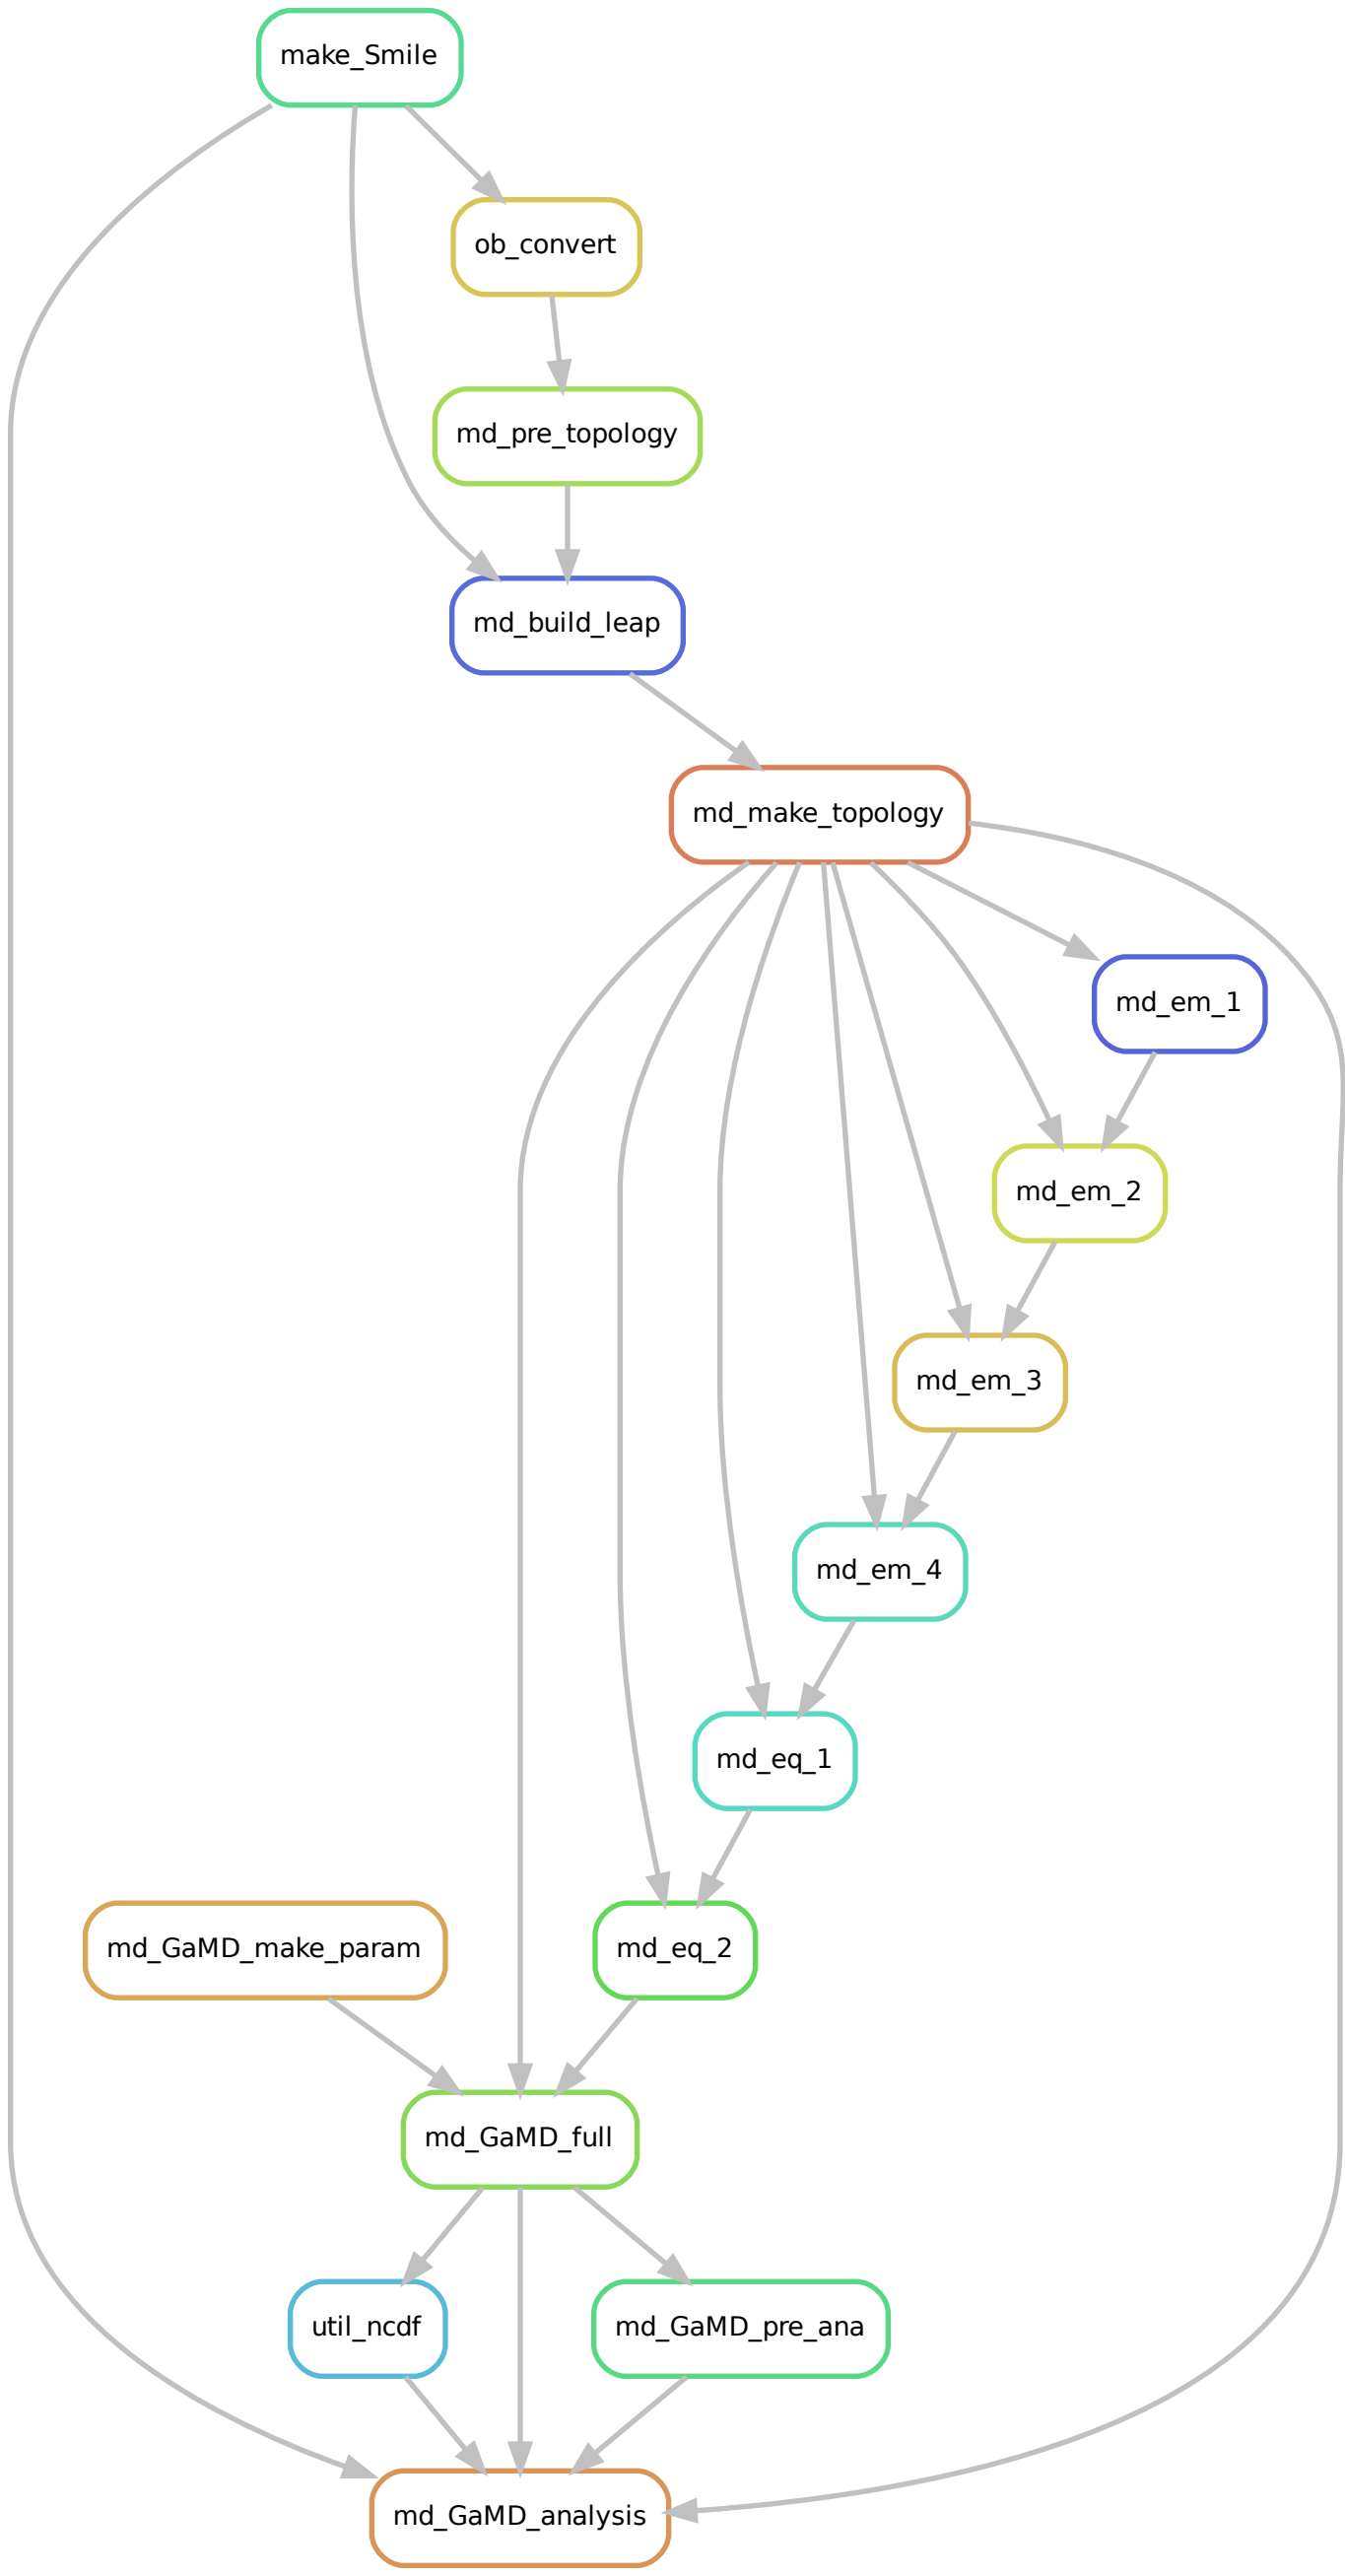 make_Smile
ob_convert
md_pre_topology
md_build_leap
md_make_topology
md_em_1
md_em_2
md_em_3
md_em_4
md_eq_1
md_GaMD_make_param
md_eq_2
md_GaMD_full
util_ncdf
md_GaMD_pre_ana
md_GaMD_analysis